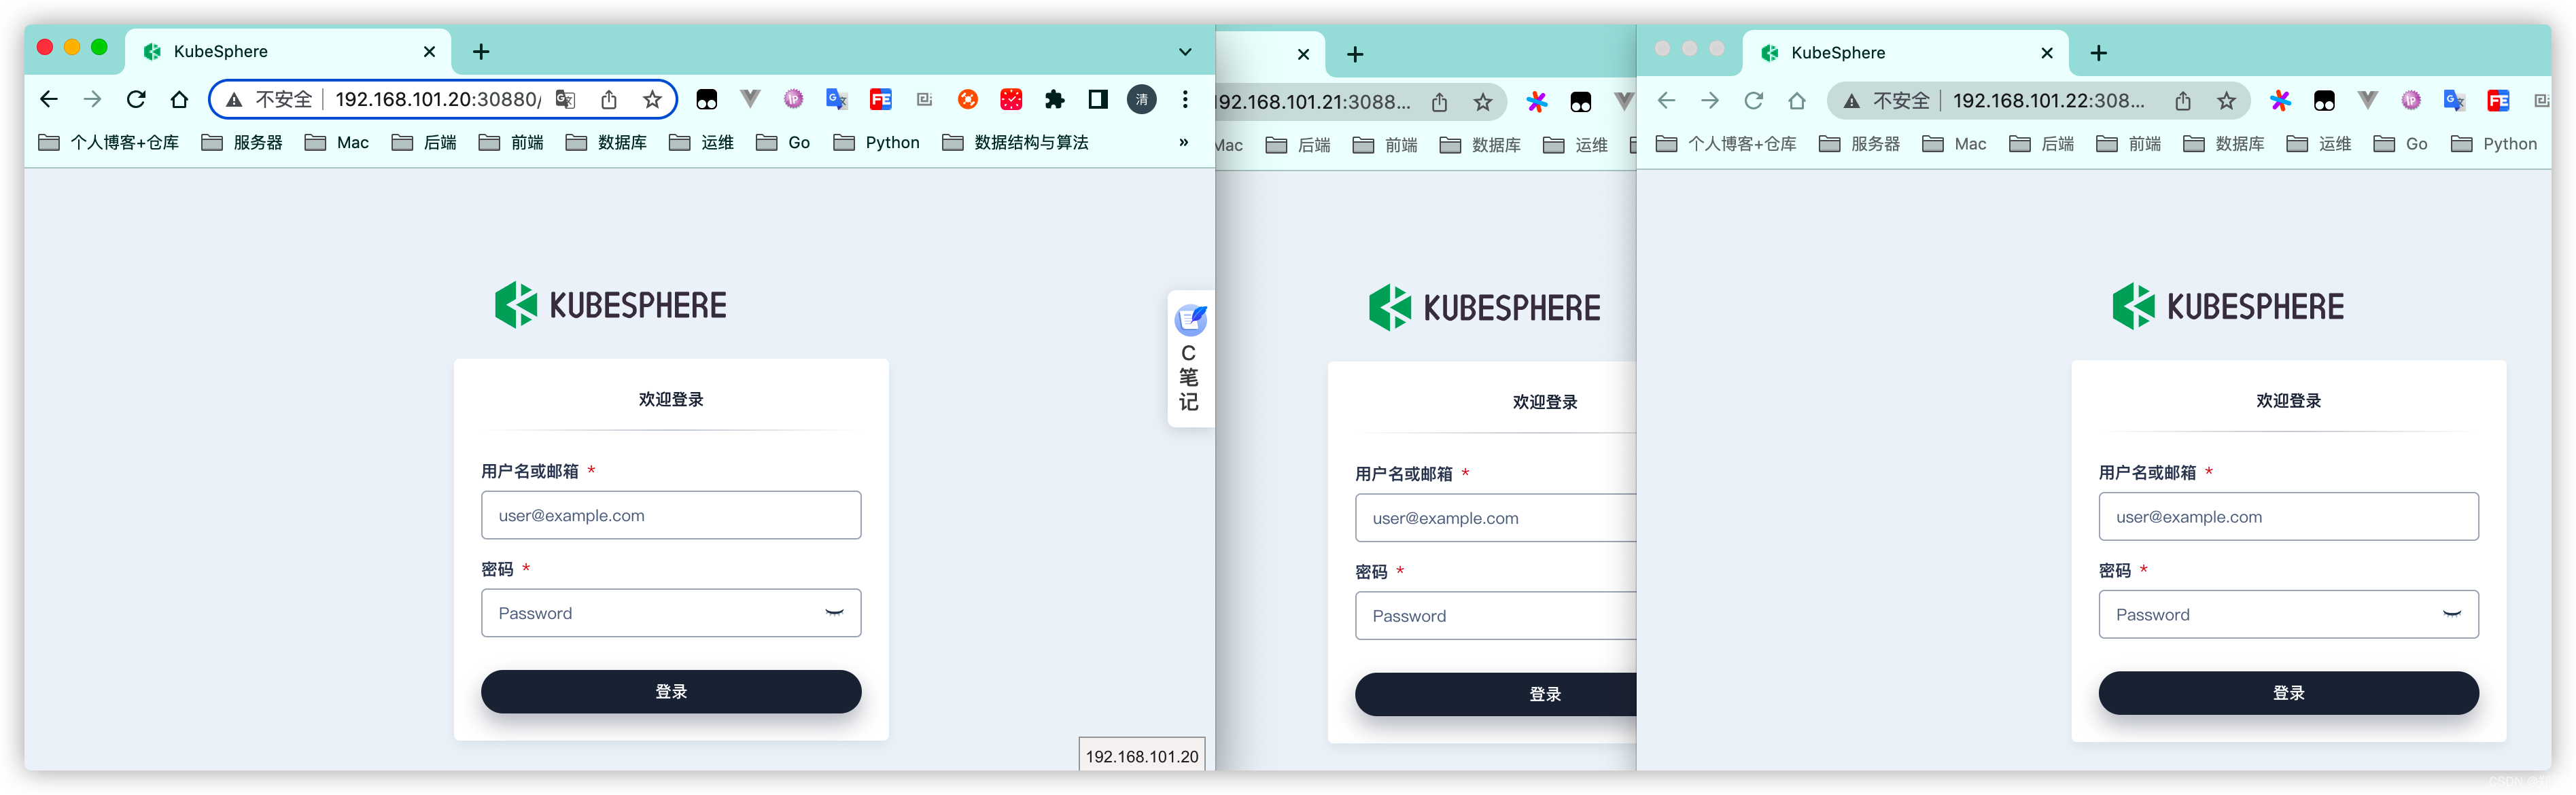 KubeSphere
不安全 192.168.101.20:30880/
个人博客+仓库 服务器 Mac 后端 前端 数据库 运维 Go Python 数据结构与算法 »
KUBESPHERE
欢迎登录
用户名或邮箱 *
user@example.com
密码 *
Password
登录
C
笔
记
192.168.101.20
192.168.101.21:3088...
Mac 后端 前端 数据库 运维
KUBESPHERE
欢迎登录
用户名或邮箱 *
user@example.com
密码 *
Password
登录
KubeSphere
不安全 192.168.101.22:308...
个人博客+仓库 服务器 Mac 后端 前端 数据库 运维 Go Python
KUBESPHERE
欢迎登录
用户名或邮箱 *
user@example.com
密码 *
Password
登录